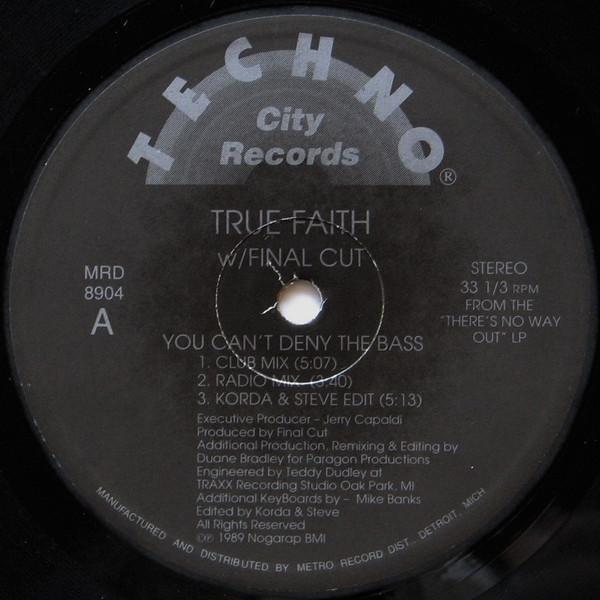 TECHNO
City
Records
®
TRUE FAITH
w/FINAL CUT
MRD
8904
A
STEREO
33 1/3 RPM
FROM THE
"THERE'S NO WAY
OUT" LP
YOU CAN'T DENY THE BASS
1. CLUB MIX (5:07)
2. RADIO MIX (3:40)
3. KORDA & STEVE EDIT (5:13)
Executive Producer – Jerry Capaldi
Produced by Final Cut
Additional Production, Remixing & Editing by
Duane Bradley for Paragon Productions
Engineered by Teddy Dudley at
TRAXX Recording Studio Oak Park, MI
Additional KeyBoards by – Mike Banks
Edited by Korda & Steve
All Rights Reserved
©℗ 1989 Nogarap BMI
MANUFACTURED AND DISTRIBUTED BY METRO RECORD DIST., DETROIT, MICH